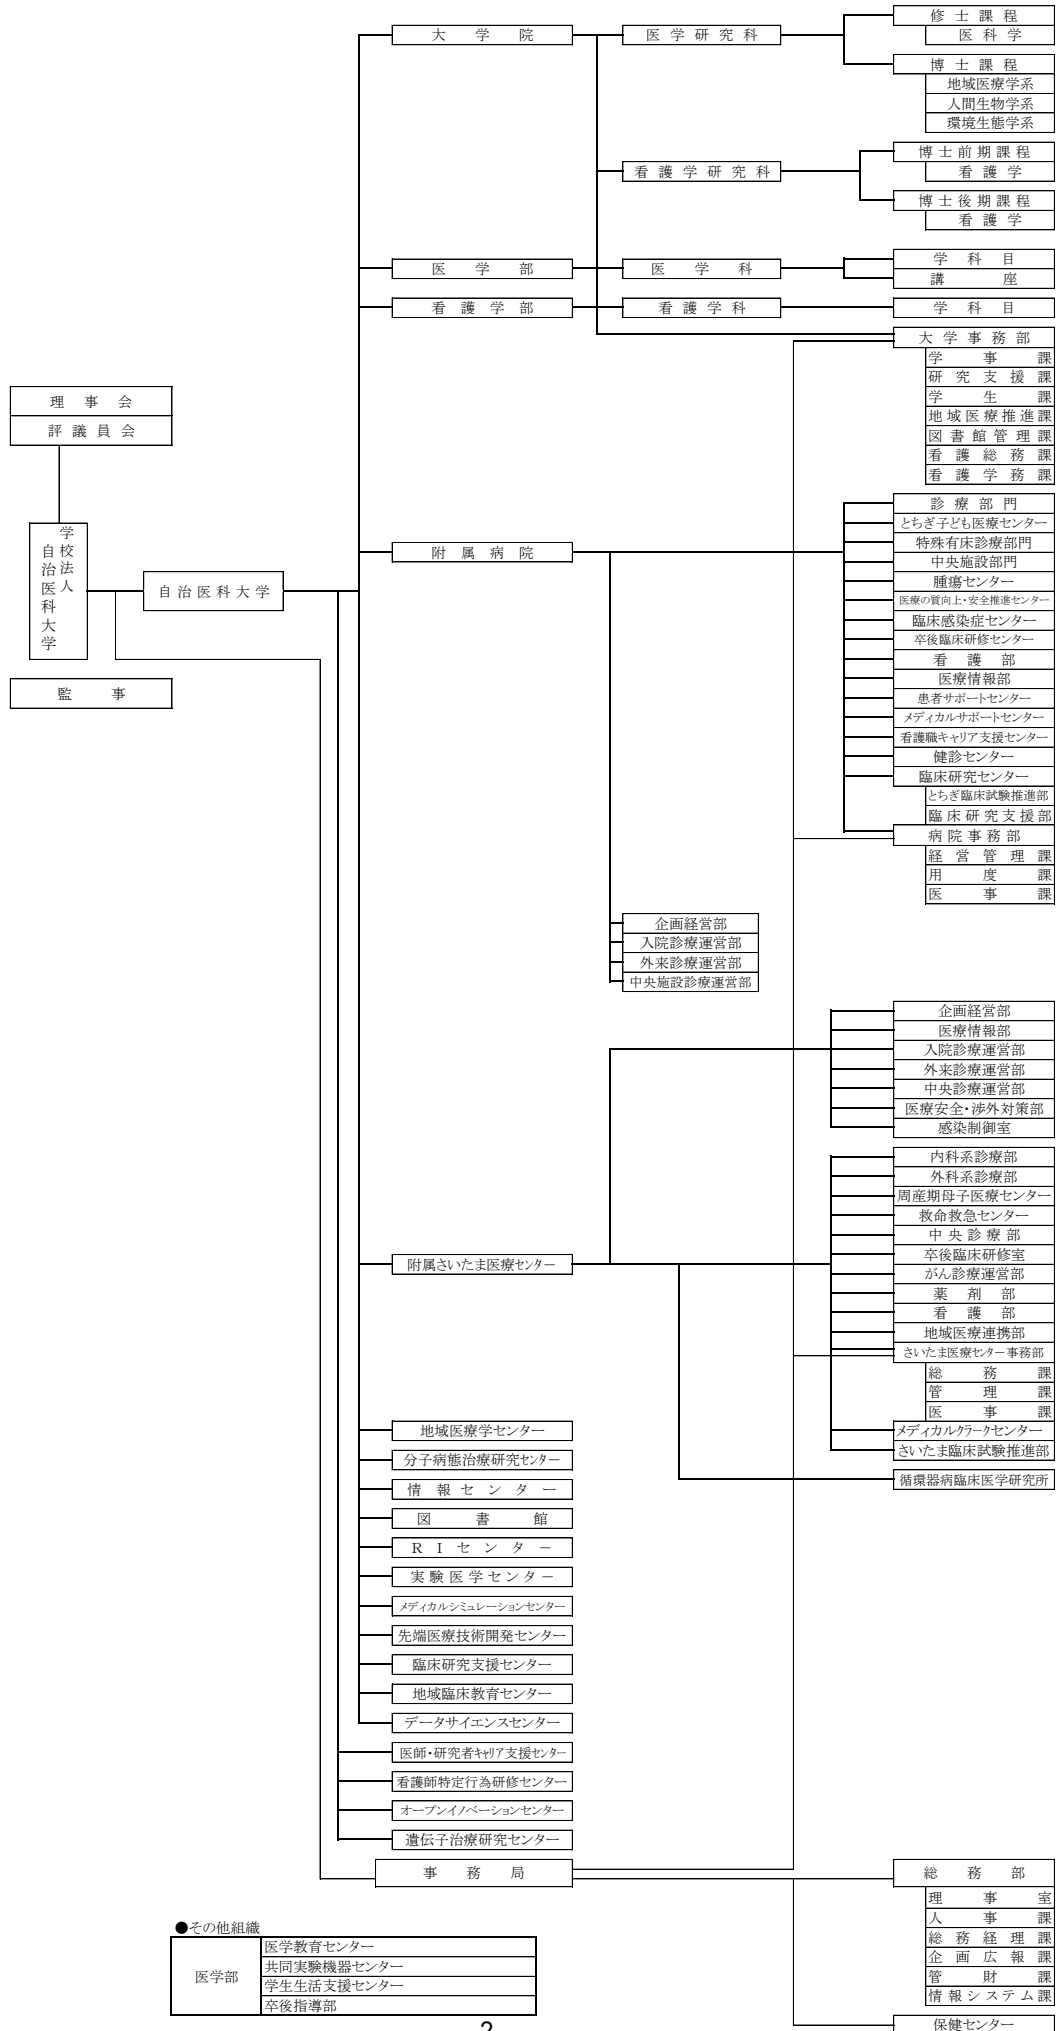 理事会
評議員会
学校法人
自治医科大学
監事
自治医科大学
大学院
医学研究科
修士課程
医科学
博士課程
地域医療学系
人間生物学系
環境生態学系
看護学研究科
博士前期課程
看護学
博士後期課程
看護学
医学部
医学科
学科目
講座
看護学部
看護学科
学科目
大学事務部
学事課
研究支援課
学生課
地域医療推進課
図書館管理課
看護総務課
看護学務課
附属病院
診療部門
とちぎ子ども医療センター
特殊有床診療部門
中央施設部門
腫瘍センター
医療の質向上・安全推進センター
臨床感染症センター
卒後臨床研修センター
看護部
医療情報部
患者サポートセンター
メディカルサポートセンター
看護職キャリア支援センター
健診センター
臨床研究センター
とちぎ臨床試験推進部
臨床研究支援部
病院事務部
経営管理課
用度課
医事課
企画経営部
入院診療運営部
外来診療運営部
中央施設診療運営部
附属さいたま医療センター
企画経営部
医療情報部
入院診療運営部
外来診療運営部
中央診療運営部
医療安全・渉外対策部
感染制御室
内科系診療部
外科系診療部
周産期母子医療センター
救命救急センター
中央診療部
卒後臨床研修室
がん診療運営部
薬剤部
看護部
地域医療連携部
さいたま医療センター事務部
総務課
管理課
医事課
メディカルクラークセンター
さいたま臨床試験推進部
循環器病臨床医学研究所
地域医療学センター
分子病態治療研究センター
情報センター
図書館
RIセンター
実験医学センター
メディカルシミュレーションセンター
先端医療技術開発センター
臨床研究支援センター
地域臨床教育センター
データサイエンスセンター
医師・研究者キャリア支援センター
看護師特定行為研修センター
オープンイノベーションセンター
遺伝子治療研究センター
事務局
総務部
理事室
人事課
総務経理課
企画広報課
管財課
情報システム課
保健センター
●その他組織
医学部
医学教育センター
共同実験機器センター
学生生活支援センター
卒後指導部
2